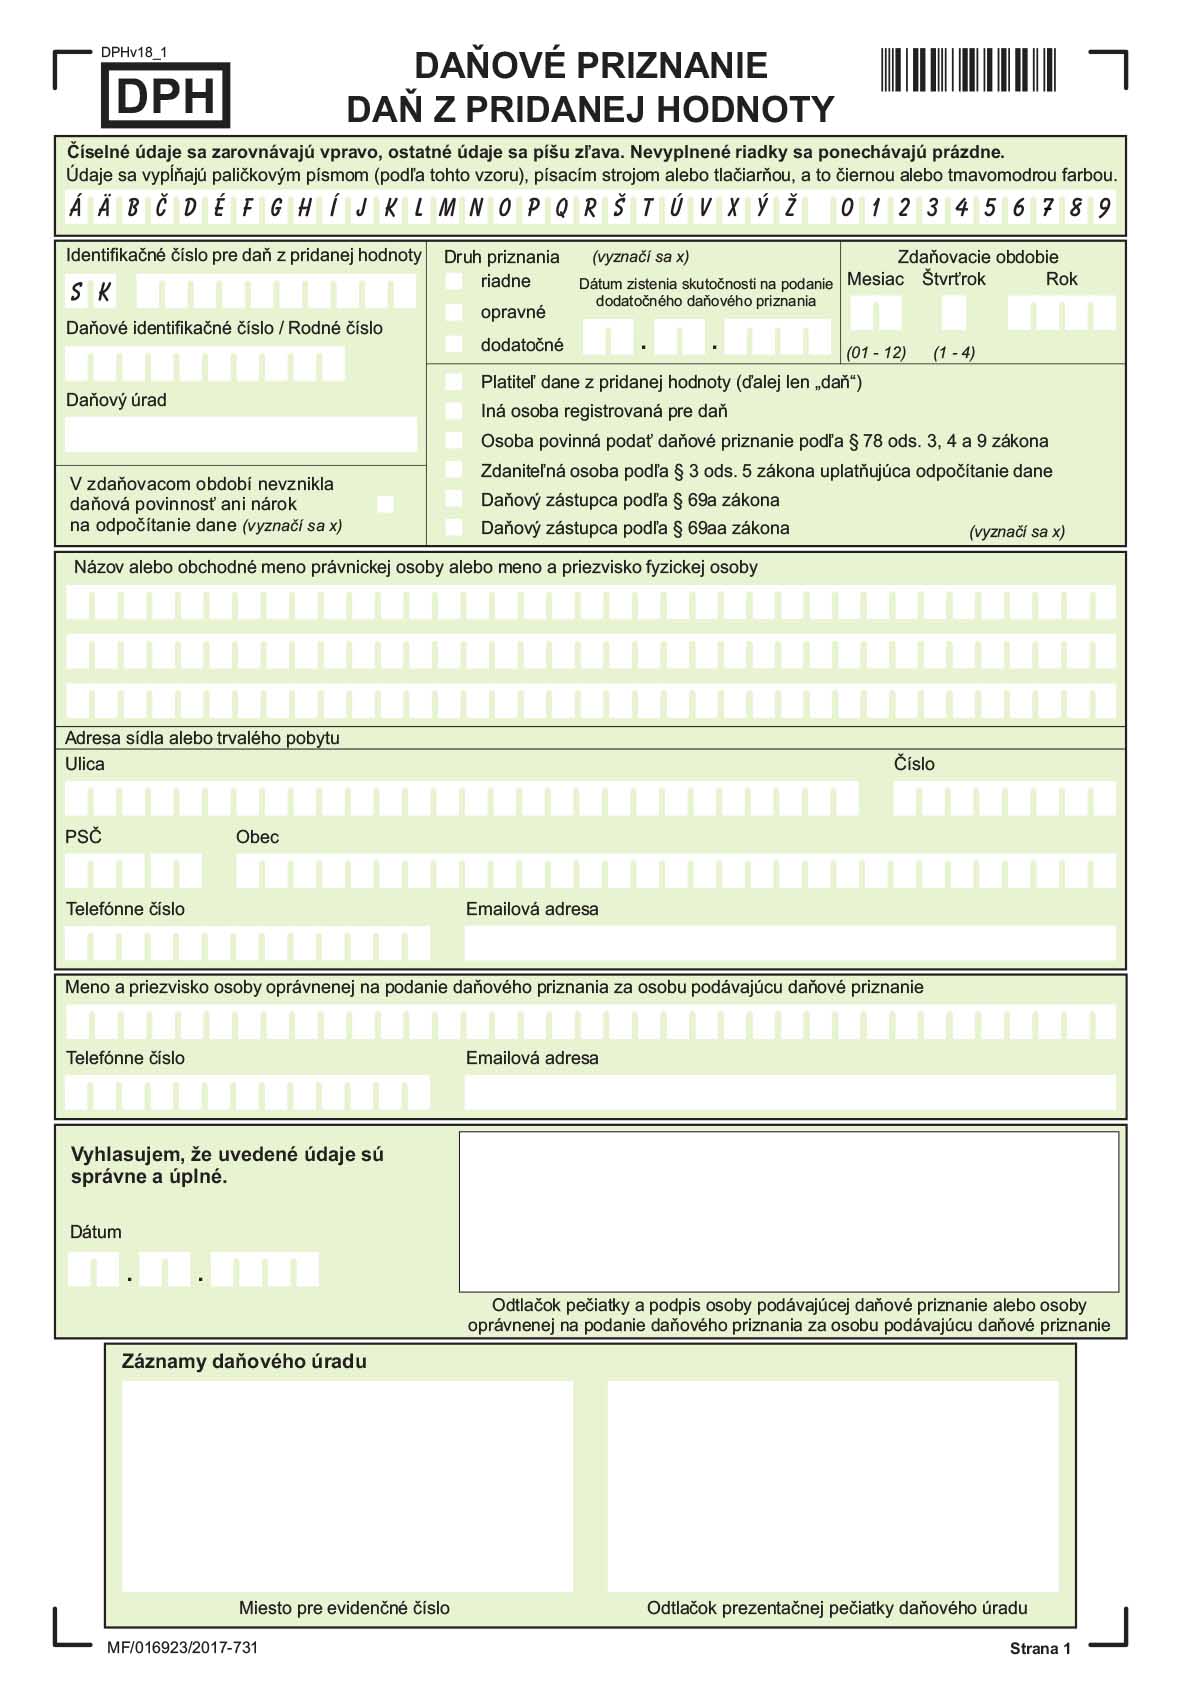 DPHv18_1
DPH
DAŇOVÉ PRIZNANIE
DAŇ Z PRIDANEJ HODNOTY
Číselné údaje sa zarovnávajú vpravo, ostatné údaje sa píšu zľava. Nevyplnené riadky sa ponechávajú prázdne.
Údaje sa vypĺňajú paličkovým písmom (podľa tohto vzoru), písacím strojom alebo tlačiarňou, a to čiernou alebo tmavomodrou farbou.
Á Ä B Č D É F G H Í J K L M N O P Q R Š T Ú V X Ý Ž 0 1 2 3 4 5 6 7 8 9
Identifikačné číslo pre daň z pridanej hodnoty
S K
Daňové identifikačné číslo / Rodné číslo
Daňový úrad
V zdaňovacom období nevznikla
daňová povinnosť ani nárok
na odpočítanie dane (vyznačí sa x)
Druh priznania (vyznačí sa x)
riadne
opravné
dodatočné
Dátum zistenia skutočnosti na podanie
dodatočného daňového priznania
. .
Zdaňovacie obdobie
Mesiac Štvrťrok Rok
(01 - 12) (1 - 4)
Platiteľ dane z pridanej hodnoty (ďalej len „daň“)
Iná osoba registrovaná pre daň
Osoba povinná podať daňové priznanie podľa § 78 ods. 3, 4 a 9 zákona
Zdaniteľná osoba podľa § 3 ods. 5 zákona uplatňujúca odpočítanie dane
Daňový zástupca podľa § 69a zákona
Daňový zástupca podľa § 69aa zákona
(vyznačí sa x)
Názov alebo obchodné meno právnickej osoby alebo meno a priezvisko fyzickej osoby
Adresa sídla alebo trvalého pobytu
Ulica Číslo
PSČ Obec
Telefónne číslo Emailová adresa
Meno a priezvisko osoby oprávnenej na podanie daňového priznania za osobu podávajúcu daňové priznanie
Telefónne číslo Emailová adresa
Vyhlasujem, že uvedené údaje sú
správne a úplné.
Dátum
. .
Odtlačok pečiatky a podpis osoby podávajúcej daňové priznanie alebo osoby
oprávnenej na podanie daňového priznania za osobu podávajúcu daňové priznanie
Záznamy daňového úradu
Miesto pre evidenčné číslo Odtlačok prezentačnej pečiatky daňového úradu
MF/016923/2017-731 Strana 1